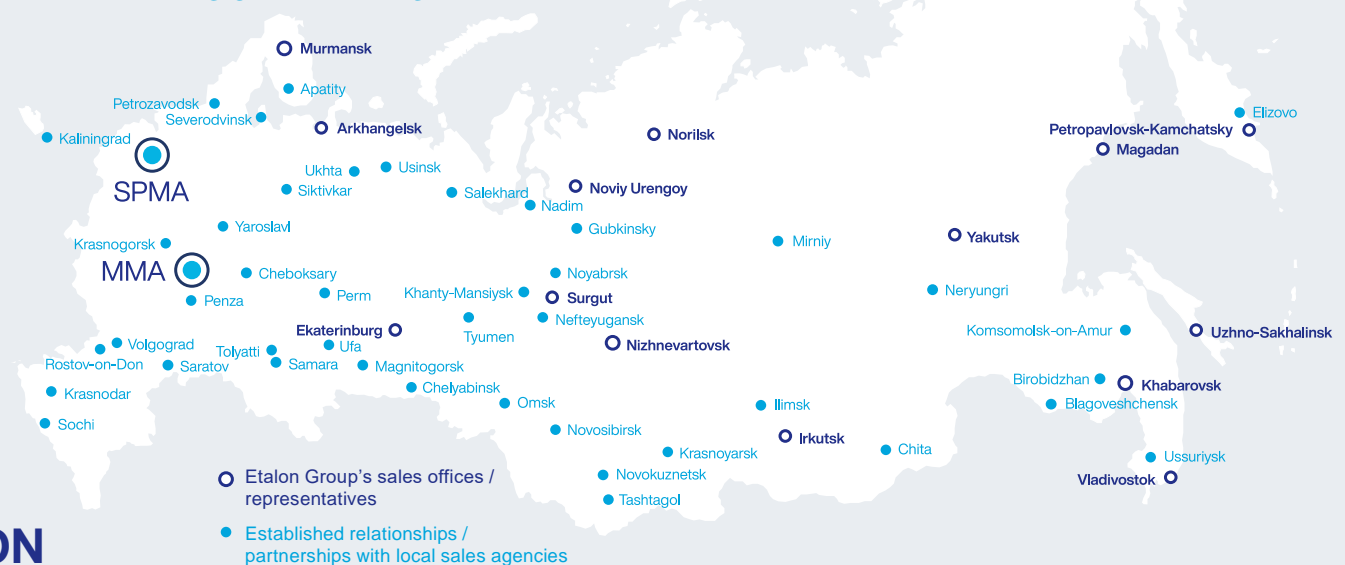 Murmansk
Apatity
Petrozavodsk
Severodvinsk
Elizovo
Kaliningrad
Arkhangelsk
Norilsk
Petropavlovsk-Kamchatsky
Magadan
SPMA
Ukhta
Usinsk
Siktivkar
Salekhard
Noviy Urengoy
Nadim
Yaroslavl
Gubkinsky
Mirniy
Yakutsk
Krasnogorsk
MMA
Cheboksary
Noyabrsk
Penza
Perm
Khanty-Mansiysk
Surgut
Neryungri
Nefteyugansk
Ekaterinburg
Tyumen
Komsomolsk-on-Amur
Uzhno-Sakhalinsk
Volgograd
Tolyatti
Ufa
Nizhnevartovsk
Rostov-on-Don
Saratov
Samara
Magnitogorsk
Birobidzhan
Khabarovsk
Krasnodar
Chelyabinsk
Omsk
Ilimsk
Blagoveshchensk
Sochi
Novosibirsk
Irkutsk
Krasnoyarsk
Chita
Ussuriysk
Novokuznetsk
Vladivostok
Tashtagol
Etalon Group's sales offices /
representatives
Established relationships /
partnerships with local sales agencies
ON